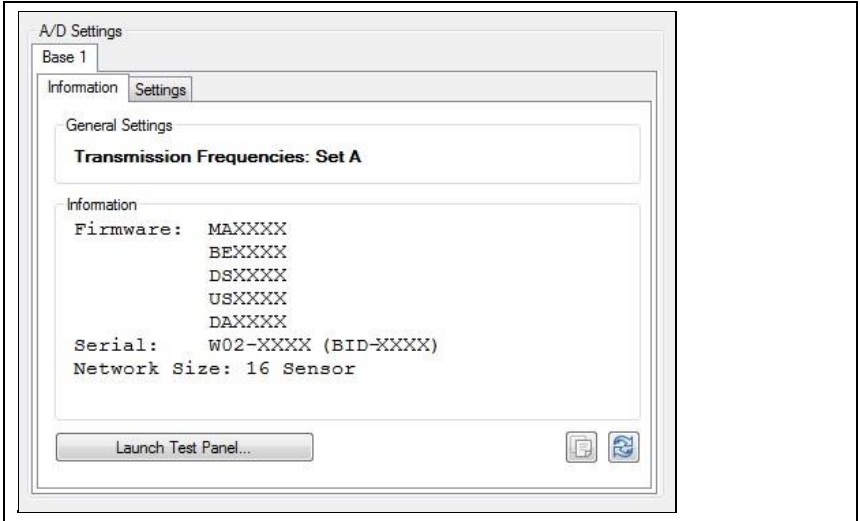 A/D Settings
Base 1
Information Settings
General Settings
Transmission Frequencies: Set A
Information
Firmware: MAXXXX
BEXXXX
DSXXXX
USXXXX
DAXXXX
Serial: W02-XXXX (BID-XXXX)
Network Size: 16 Sensor
Launch Test Panel...